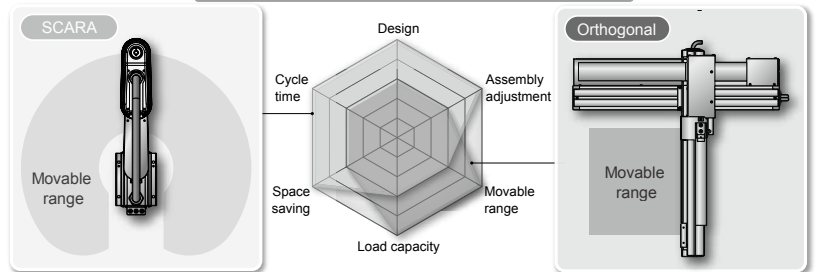 SCARA
Movable
range
Design
Cycle
time
Assembly
adjustment
Space
saving
Movable
range
Load capacity
Orthogonal
Movable
range